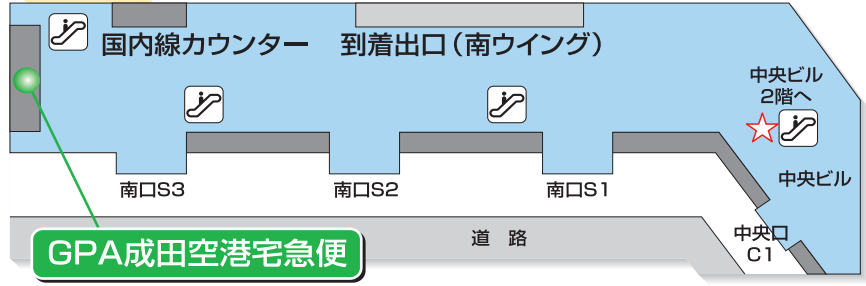 国内線カウンター
到着出口（南ウイング）
中央ビル
2階へ
中央ビル
南口S3
南口S2
南口S1
中央口
C1
道 路
GPA成田空港宅急便